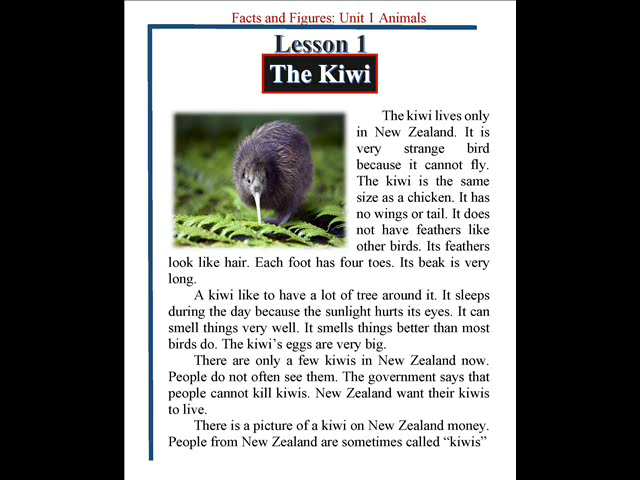 Facts and Figures: Unit 1 Animals
Lesson 1
The Kiwi
The kiwi lives only
in New Zealand. It is
very strange bird
because it cannot fly.
The kiwi is the same
size as a chicken. It has
no wings or tail. It does
not have feathers like
other birds. Its feathers
look like hair. Each foot has four toes. Its beak is very
long.
A kiwi like to have a lot of tree around it. It sleeps
during the day because the sunlight hurts its eyes. It can
smell things very well. It smells things better than most
birds do. The kiwi’s eggs are very big.
There are only a few kiwis in New Zealand now.
People do not often see them. The government says that
people cannot kill kiwis. New Zealand want their kiwis
to live.
There is a picture of a kiwi on New Zealand money.
People from New Zealand are sometimes called “kiwis”